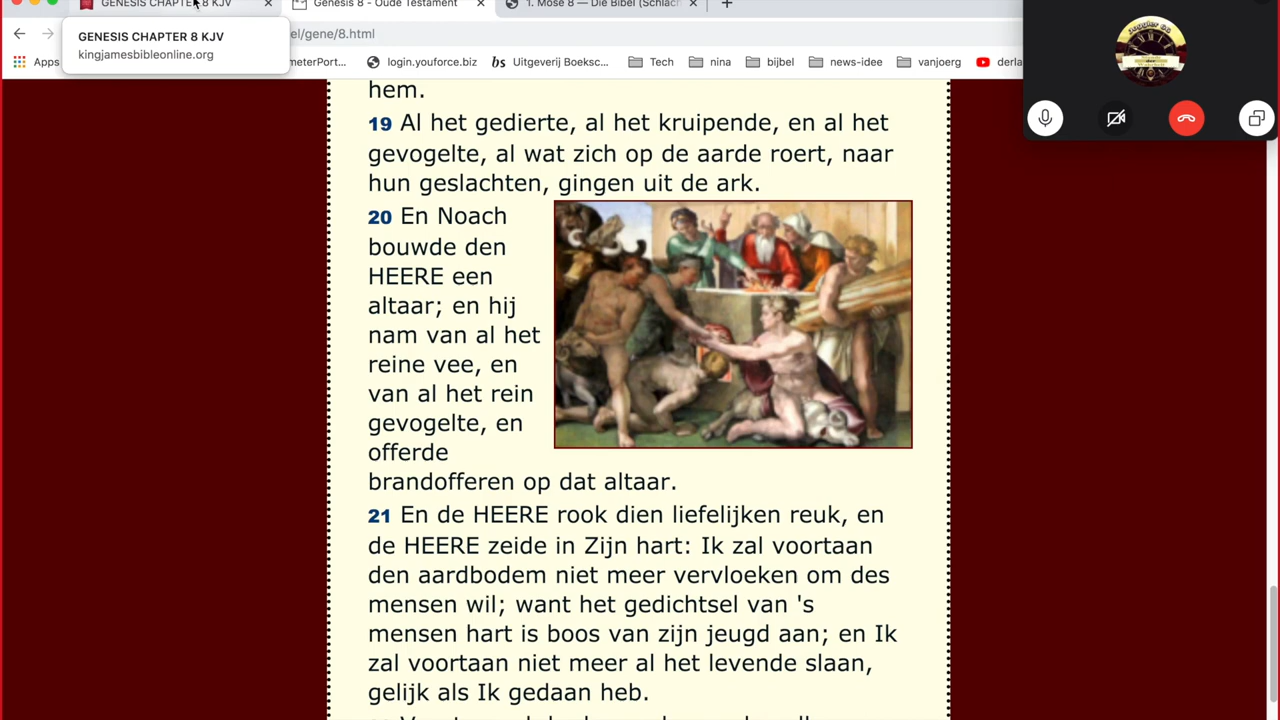 GENESIS CHAPTER 8 KJV
Genesis 8 - Oude Testament
1. Mose 8 — Die Bibel (Schlach
GENESIS CHAPTER 8 KJV
kingjamesbibleonline.org
el/gene/8.html
Apps
meterPort...
login.youforce.biz
bs Uitgeverij Boeksc...
Tech
nina
bijbel
news-idee
vanjoerg
derla
hem.
19 Al het gedierte, al het kruipende, en al het
gevogelte, al wat zich op de aarde roert, naar
hun geslachten, gingen uit de ark.
20 En Noach
bouwde den
HEERE een
altaar; en hij
nam van al het
reine vee, en
van al het rein
gevogelte, en
offerde
brandofferen op dat altaar.
21 En de HEERE rook dien liefelijken reuk, en
de HEERE zeide in Zijn hart: Ik zal voortaan
den aardbodem niet meer vervloeken om des
mensen wil; want het gedichtsel van 's
mensen hart is boos van zijn jeugd aan; en Ik
zal voortaan niet meer al het levende slaan,
gelijk als Ik gedaan heb.